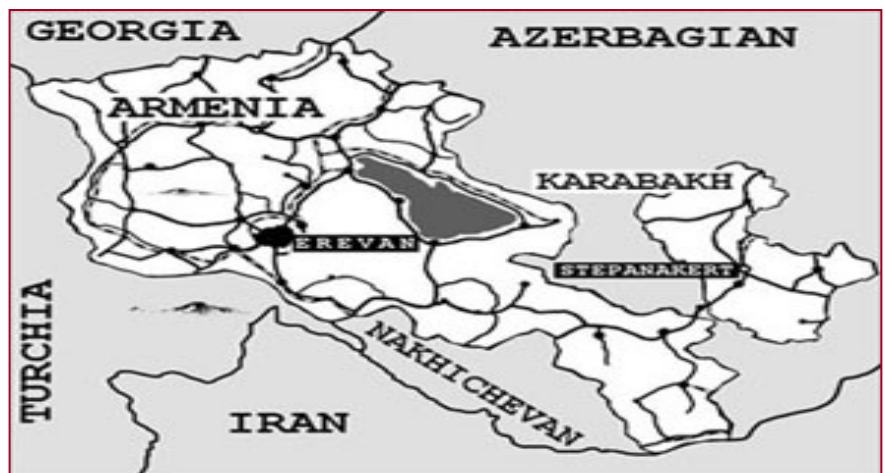 GEORGIA
AZERBAGIAN
ARMENIA
KARABAKH
EREVAN
STEPANAKERT
TURCHIA
NAKHICHEVAN
IRAN